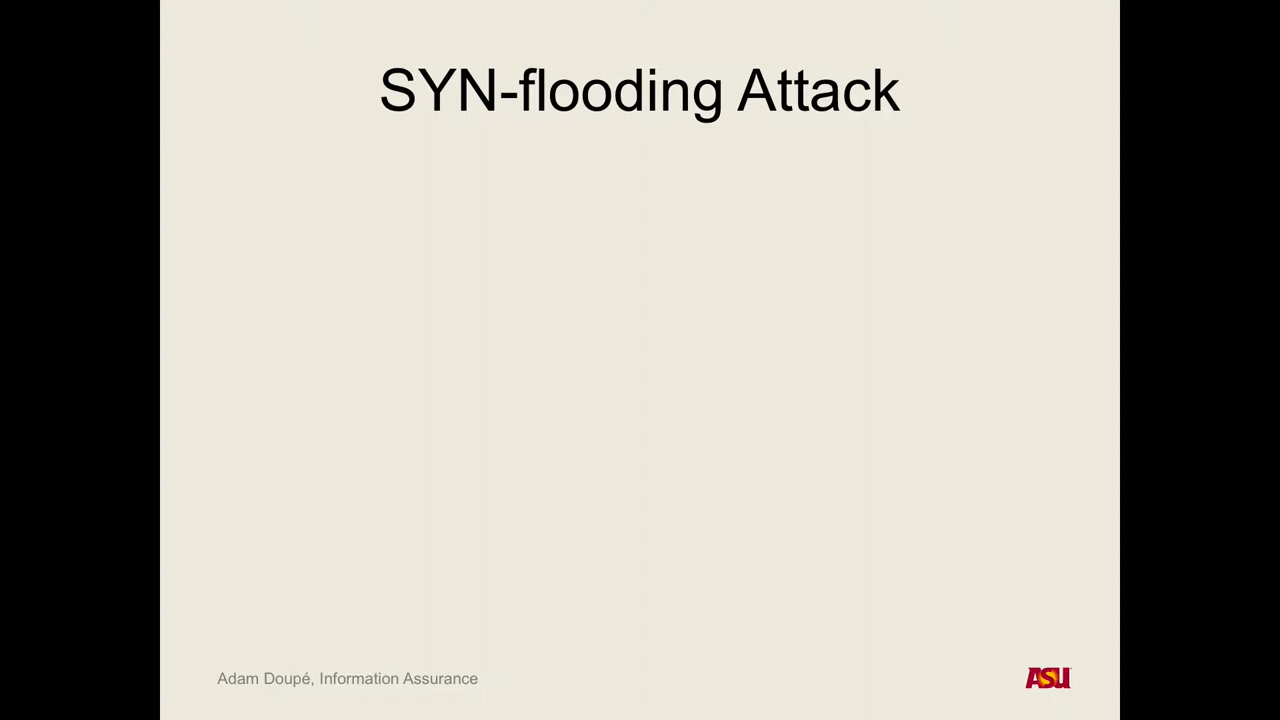 SYN-flooding Attack
Adam Doupé, Information Assurance
ASU